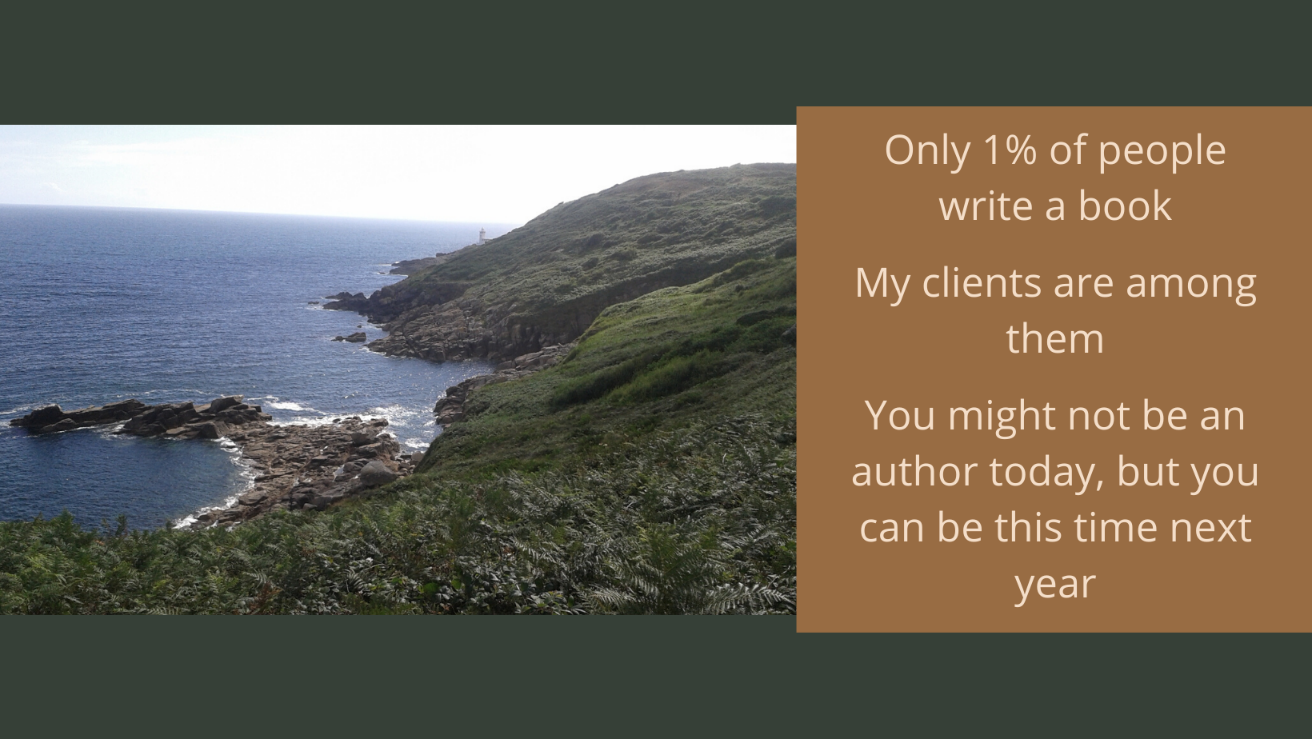 Only 1% of people
write a book
My clients are among
them
You might not be an
author today, but you
can be this time next
year